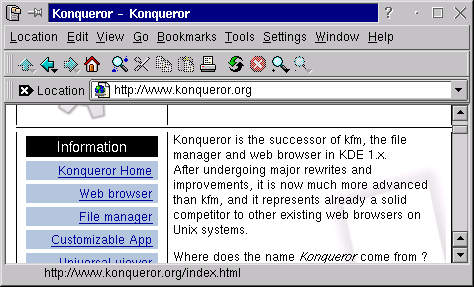 Konqueror - Konqueror
Location Edit View Go Bookmarks Tools Settings Window Help
Location http://www.konqueror.org
Information
Konqueror Home
Web browser
File manager
Customizable App
Universal viewer
Konqueror is the successor of kfm, the file
manager and web browser in KDE 1.x.
After undergoing major rewrites and
improvements, it is now much more advanced
than kfm, and it represents already a solid
competitor to other existing web browsers on
Unix systems.
Where does the name Konqueror come from ?
http://www.konqueror.org/index.html